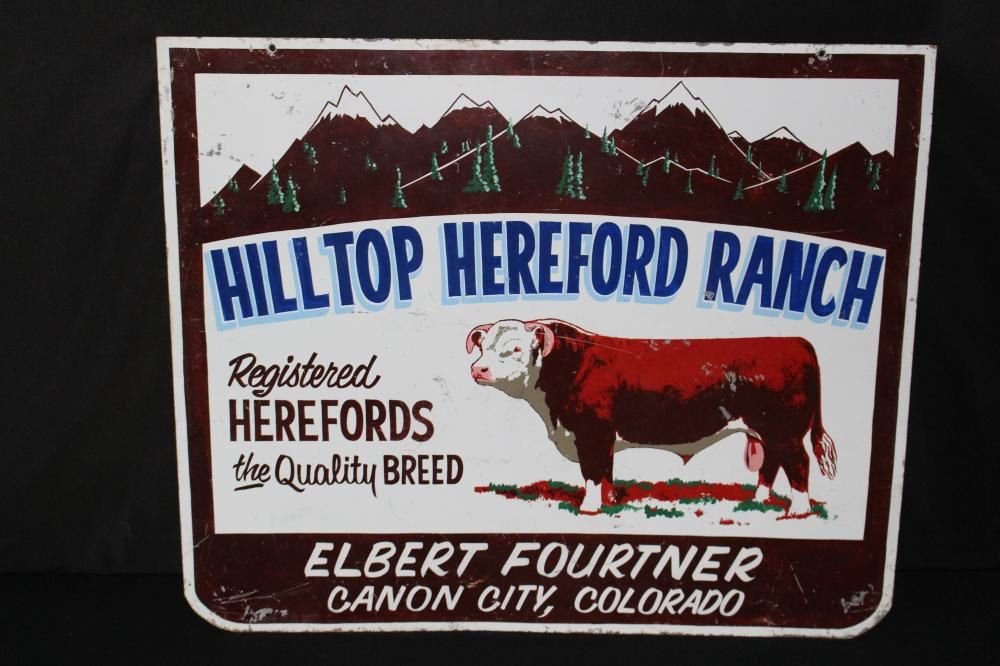 HILLTOP HEREFORD RANCH
Registered
HEREFORDS
the Quality BREED
ELBERT FOURTNER
CANON CITY, COLORADO